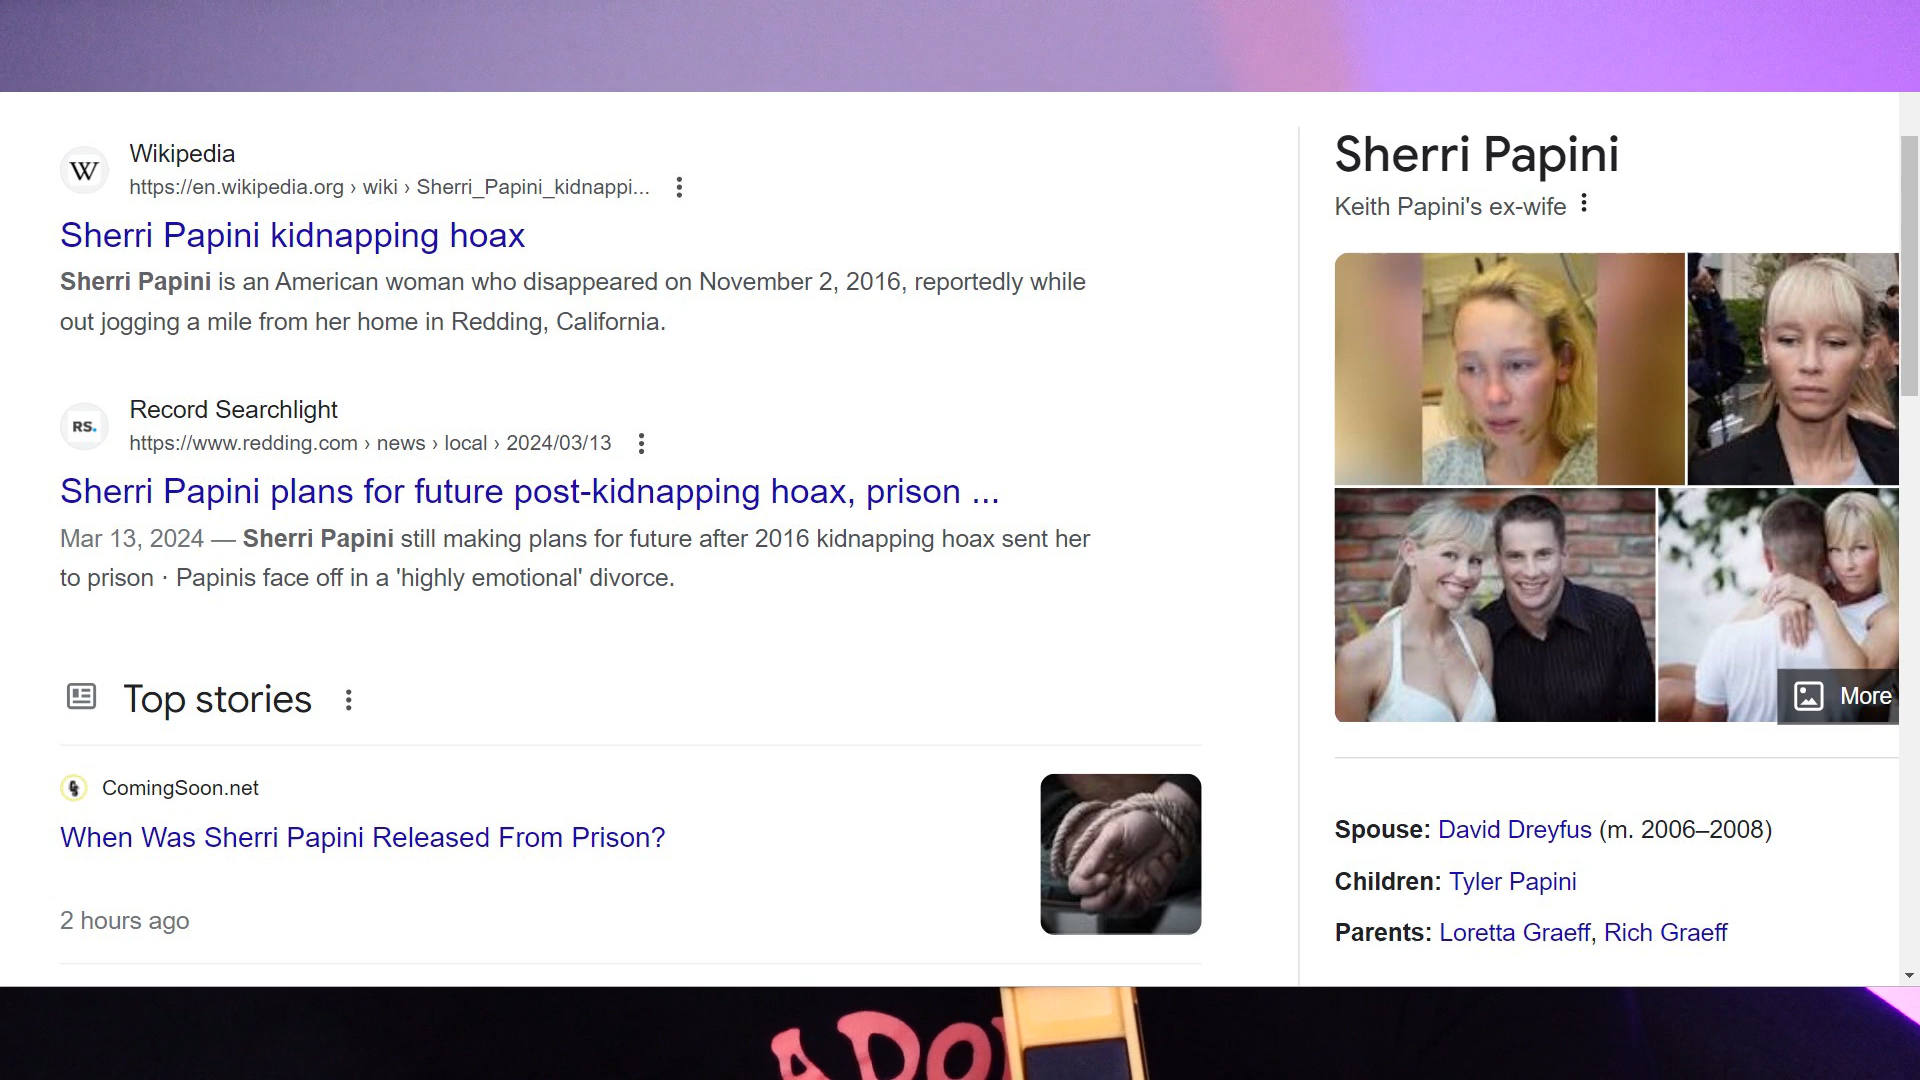 Wikipedia
https://en.wikipedia.org › wiki › Sherri_Papini_kidnappi...
Sherri Papini kidnapping hoax
Sherri Papini is an American woman who disappeared on November 2, 2016, reportedly while
out jogging a mile from her home in Redding, California.
RS.
Record Searchlight
https://www.redding.com › news › local › 2024/03/13
Sherri Papini plans for future post-kidnapping hoax, prison ...
Mar 13, 2024 — Sherri Papini still making plans for future after 2016 kidnapping hoax sent her
to prison · Papinis face off in a 'highly emotional' divorce.
Top stories
ComingSoon.net
When Was Sherri Papini Released From Prison?
2 hours ago
Sherri Papini
Keith Papini's ex-wife
More
Spouse: David Dreyfus (m. 2006–2008)
Children: Tyler Papini
Parents: Loretta Graeff, Rich Graeff